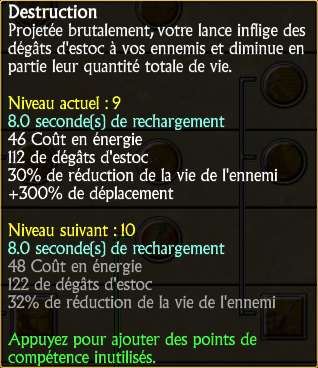 Destruction
Projetée brutalement, votre lance inflige des
dégâts d'estoc à vos ennemis et diminue en
partie leur quantité totale de vie.
Niveau actuel : 9
8.0 seconde(s) de rechargement
46 Coût en énergie
112 de dégâts d'estoc
30% de réduction de la vie de l'ennemi
+300% de déplacement
Niveau suivant : 10
8.0 seconde(s) de rechargement
48 Coût en énergie
122 de dégâts d'estoc
32% de réduction de la vie de l'ennemi
Appuyez pour ajouter des points de
compétence inutilisés.